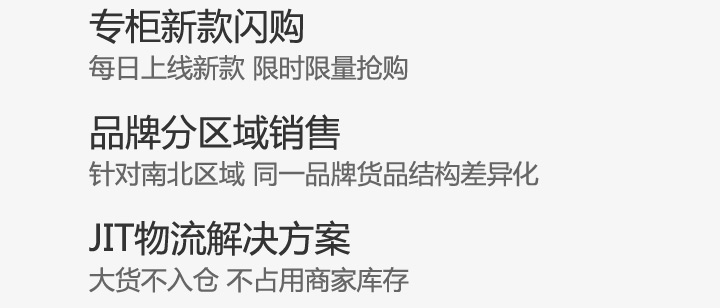 专柜新款闪购
每日上线新款 限时限量抢购
品牌分区域销售
针对南北区域 同一品牌货品结构差异化
JIT物流解决方案
大货不入仓 不占用商家库存